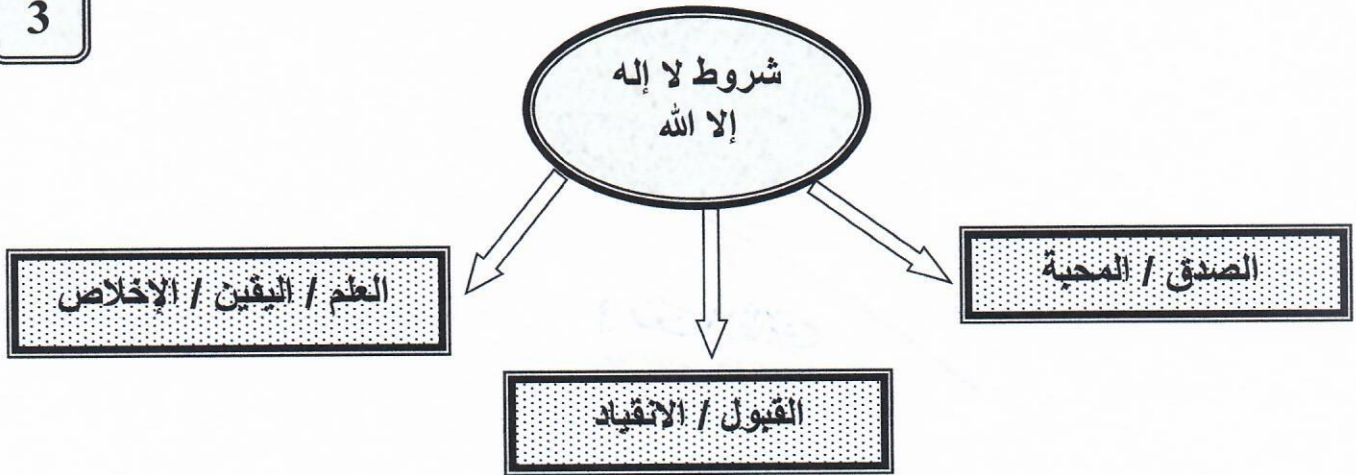 3
شروط لا إله
إلا الله
الصدق / المحبة
العلم / اليقين / الإخلاص
القبول / الانقياد